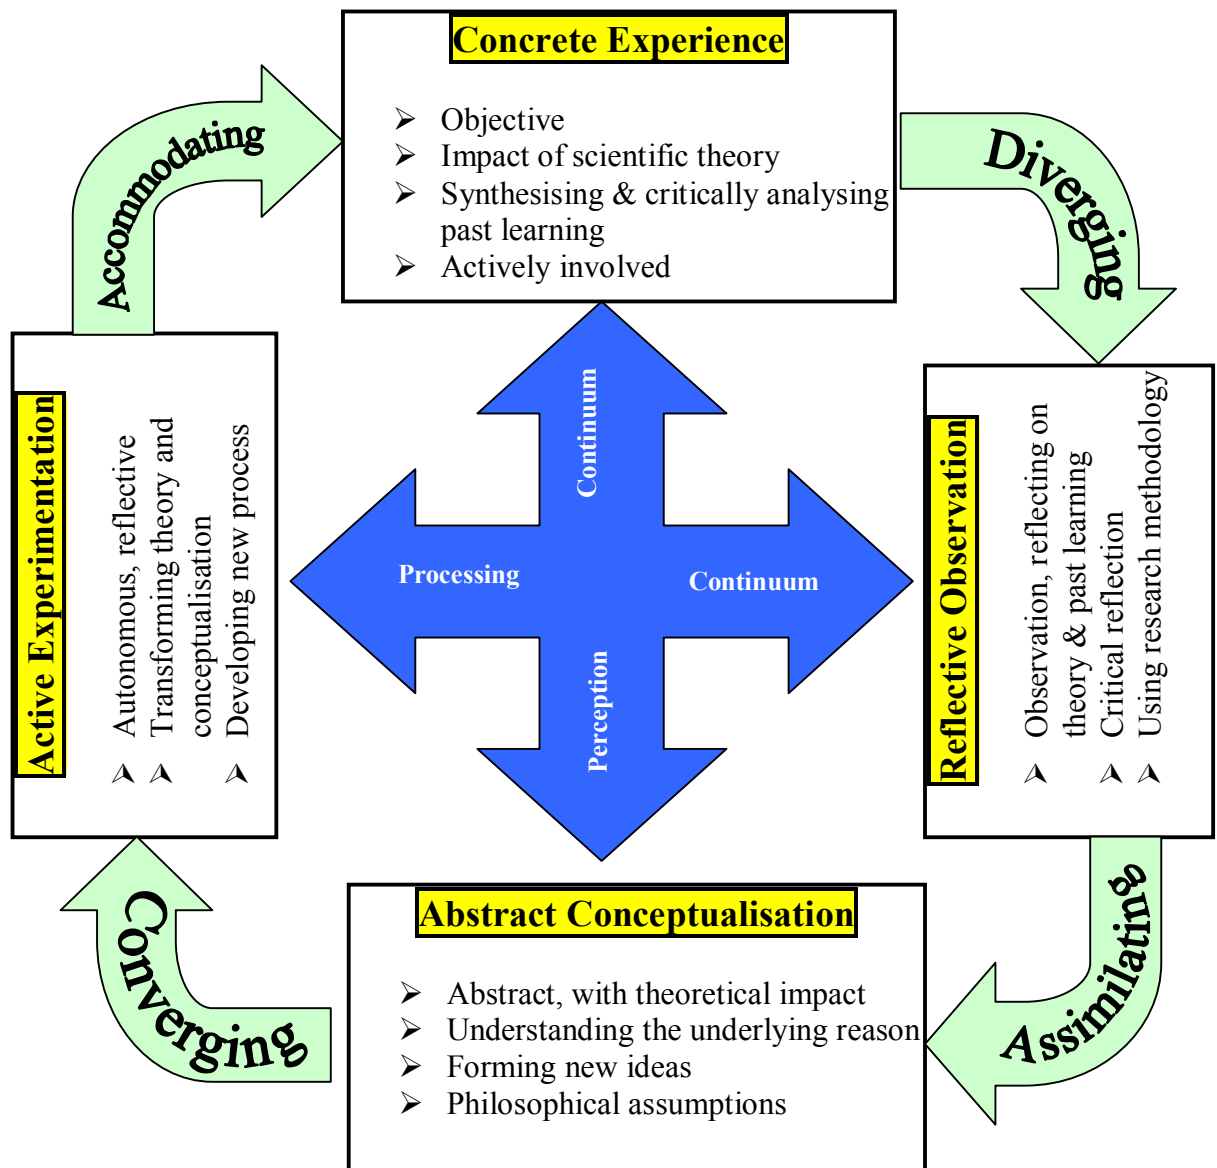 Concrete Experience
➢ Objective
➢ Impact of scientific theory
➢ Synthesising & critically analysing
past learning
➢ Actively involved
Accommodating
Diverging
Active Experimentation
➢ Autonomous, reflective
➢ Transforming theory and
conceptualisation
➢ Developing new process
Continuum
Processing
Continuum
Perception
Reflective Observation
➢ Observation, reflecting on
theory & past learning
➢ Critical reflection
➢ Using research methodology
Converging
Assimilating
Abstract Conceptualisation
➢ Abstract, with theoretical impact
➢ Understanding the underlying reason
➢ Forming new ideas
➢ Philosophical assumptions